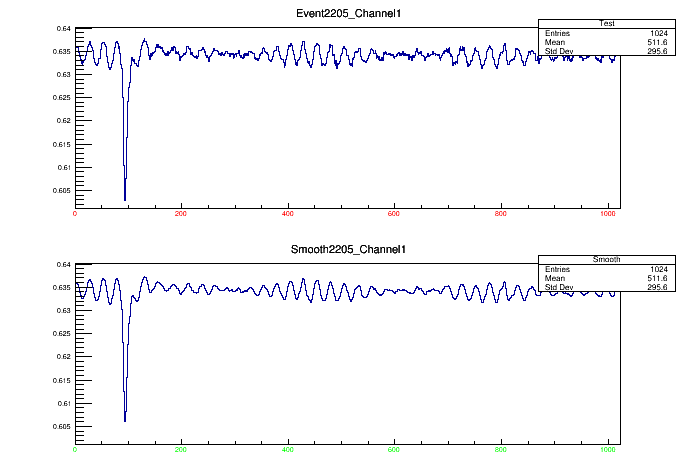 Event2205_Channel1
Test
Entries 1024
Mean 511.6
Std Dev 295.6
0.64
0.635
0.63
0.625
0.62
0.615
0.61
0.605
0 200 400 600 800 1000
Smooth2205_Channel1
Smooth
Entries 1024
Mean 511.6
Std Dev 295.6
0.64
0.635
0.63
0.625
0.62
0.615
0.61
0.605
0 200 400 600 800 1000